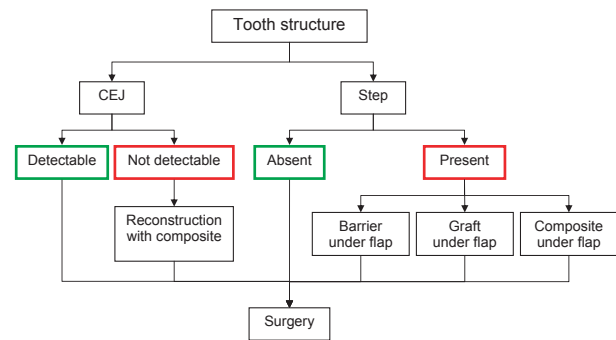 Tooth structure
CEJ
Step
Detectable
Not detectable
Absent
Present
Reconstruction
with composite
Barrier
under flap
Graft
under flap
Composite
under flap
Surgery